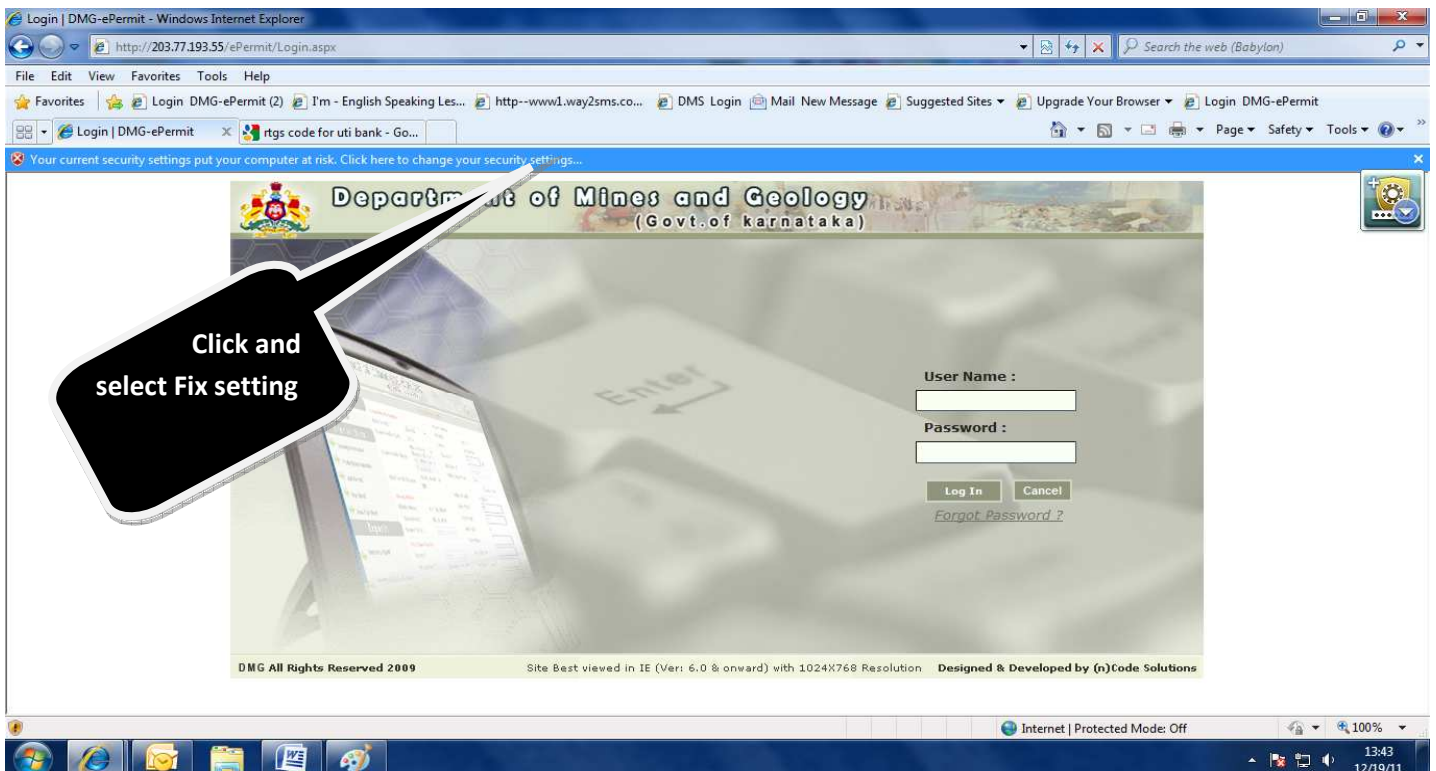 Login | DMG-ePermit - Windows Internet Explorer
http://203.77.193.55/ePermit/Login.aspx
Search the web (Babylon)
File Edit View Favorites Tools Help
Favorites Login DMG-ePermit (2) I'm - English Speaking Les... http--www1.way2sms.co... DMS Login Mail New Message Suggested Sites Upgrade Your Browser Login DMG-ePermit
Login | DMG-ePermit X rtgs code for uti bank - Go... Page Safety Tools
Your current security settings put your computer at risk. Click here to change your security settings...
Department of Mines and Geology
(Govt.of karnataka)
Click and
select Fix setting
Enter
User Name :
Password :
Log In Cancel
Forgot Password ?
DMG All Rights Reserved 2009 Site Best viewed in IE (Ver: 6.0 & onward) with 1024X768 Resolution Designed & Developed by (n)Code Solutions
Internet | Protected Mode: Off 100%
13:43
12/19/11